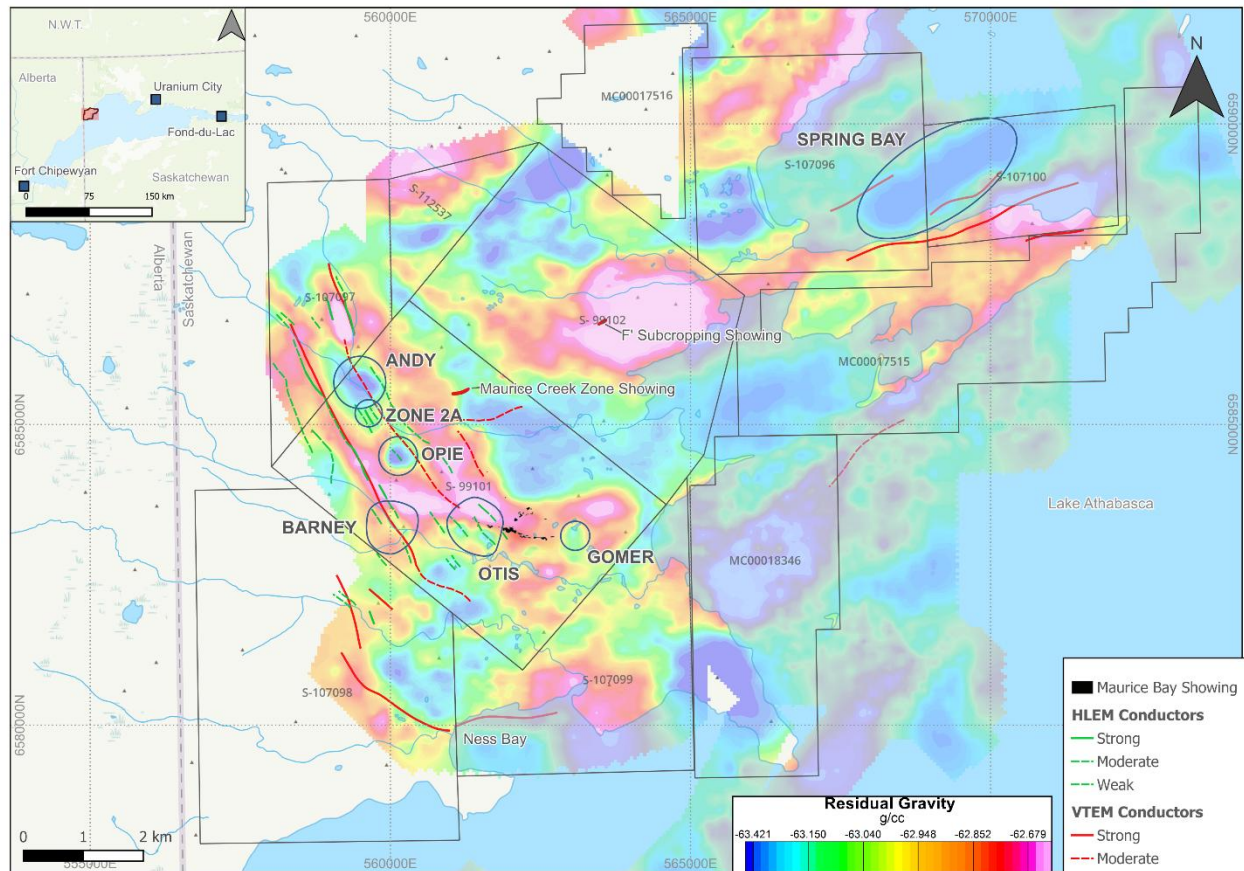 N.W.T.
Alberta
Uranium City
Fond-du-Lac
Fort Chipewyan
Saskatchewan
0 75 150 km
560000E
565000E
570000E
N
6590000N
MC00017516
SPRING BAY
S-107096
S-107100
S-112537
Alberta
Saskatchewan
S-107097
S- 99102
F' Subcropping Showing
MC00017515
ANDY
Maurice Creek Zone Showing
ZONE 2A
6585000N
6585000N
OPIE
S- 99101
Lake Athabasca
BARNEY
OTIS
GOMER
MC00018346
S-107098
S-107099
6580000N
Ness Bay
Maurice Bay Showing
HLEM Conductors
Strong
Moderate
Weak
VTEM Conductors
Strong
Moderate
Residual Gravity
g/cc
-63.421 -63.150 -63.040 -62.948 -62.852 -62.679
0 1 2 km
555000E
560000E
565000E
570000E